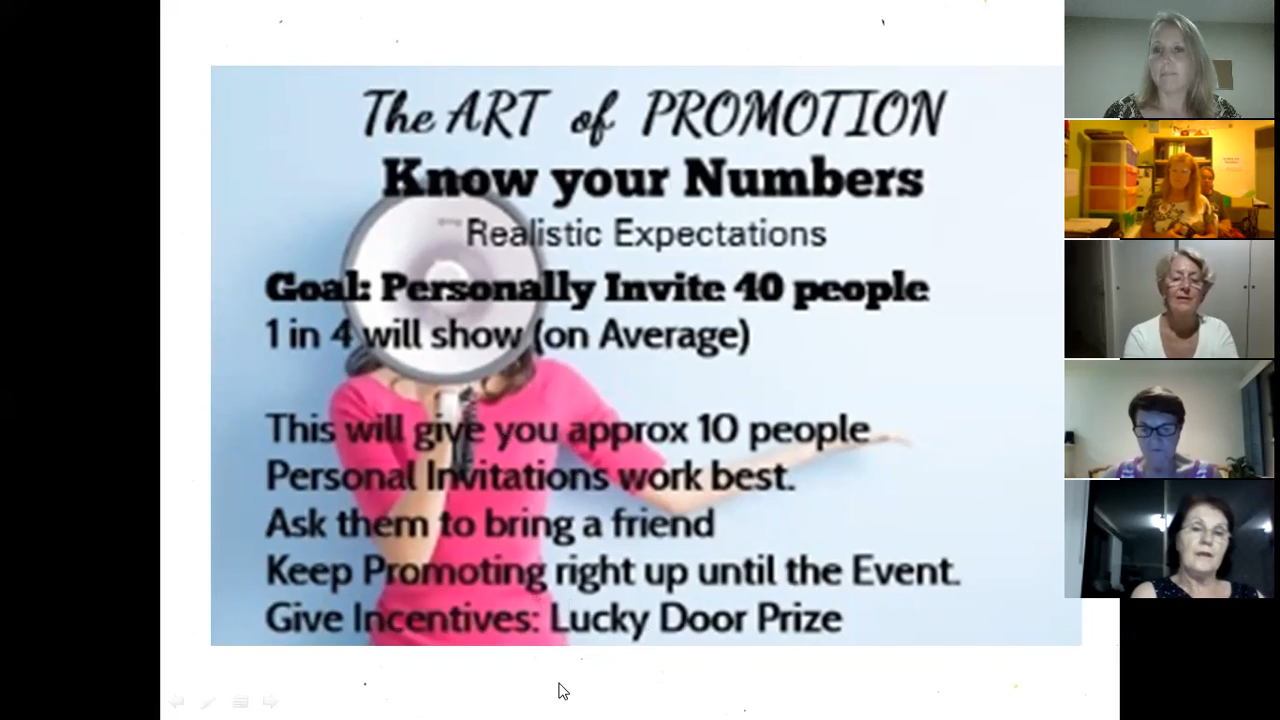 The ART of PROMOTION
Know your Numbers
Realistic Expectations
Goal: Personally Invite 40 people
1 in 4 will show (on Average)
This will give you approx 10 people
Personal Invitations work best.
Ask them to bring a friend
Keep Promoting right up until the Event.
Give Incentives: Lucky Door Prize